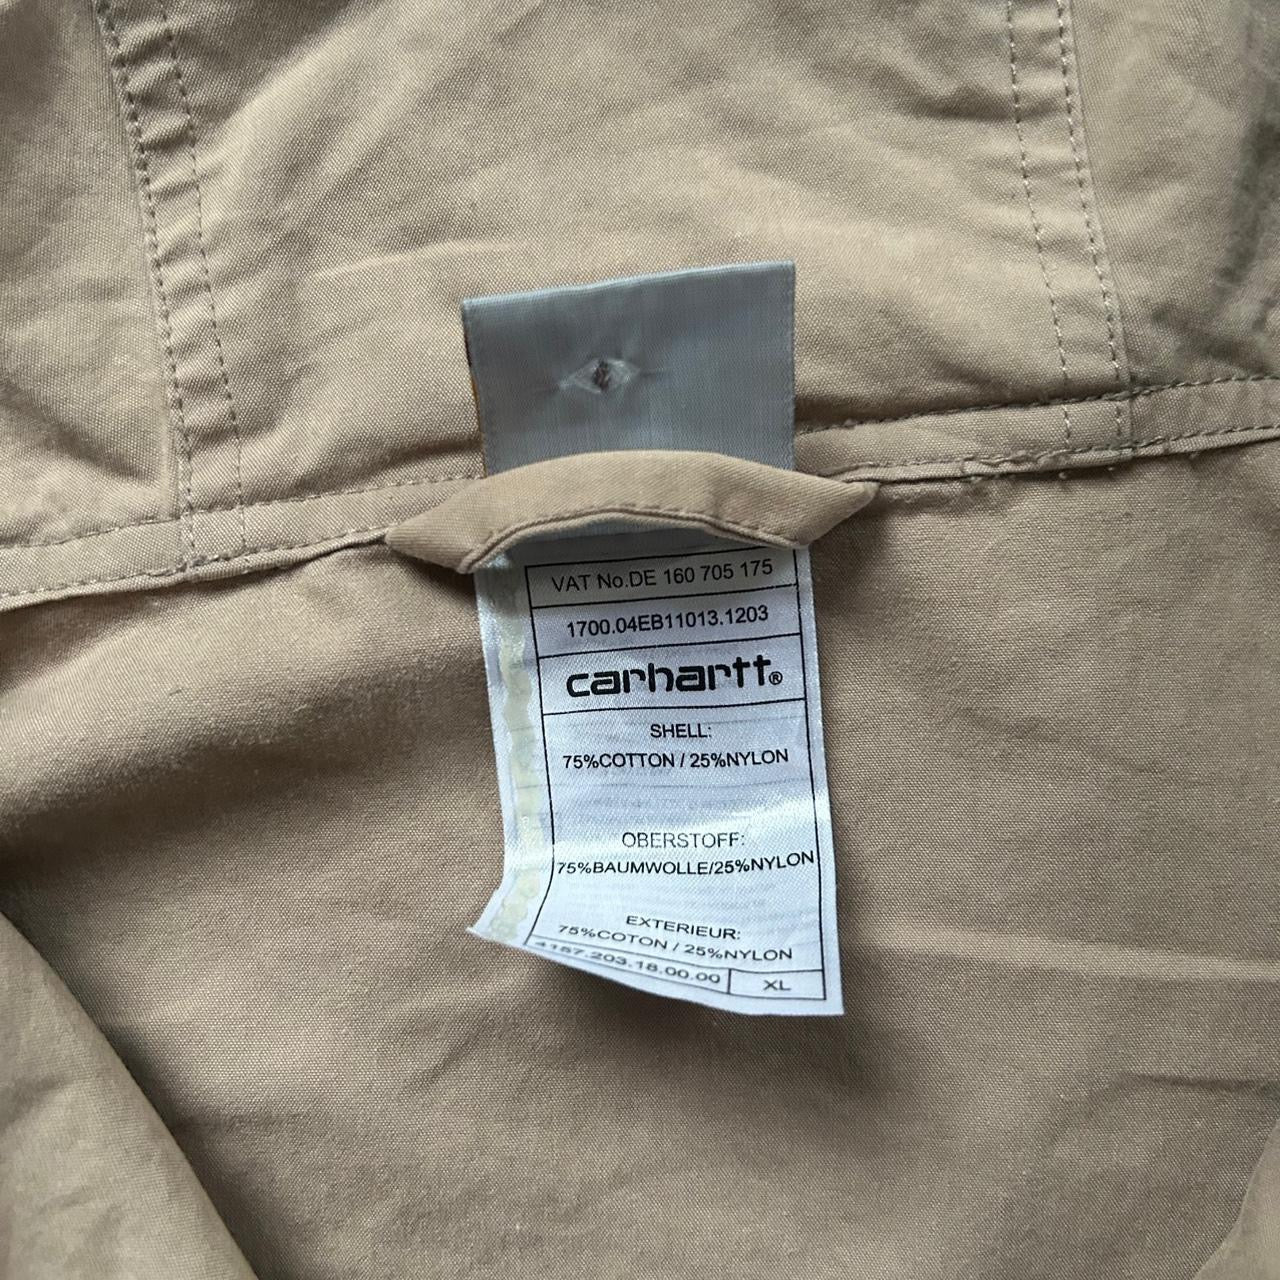 VAT No.DE 160 705 175
1700.04EB11013.1203
carhartt®
SHELL:
75%COTTON / 25%NYLON
OBERSTOFF:
75%BAUMWOLLE/25%NYLON
EXTERIEUR:
75%COTON / 25%NYLON
4157.203.18.00.00 XL